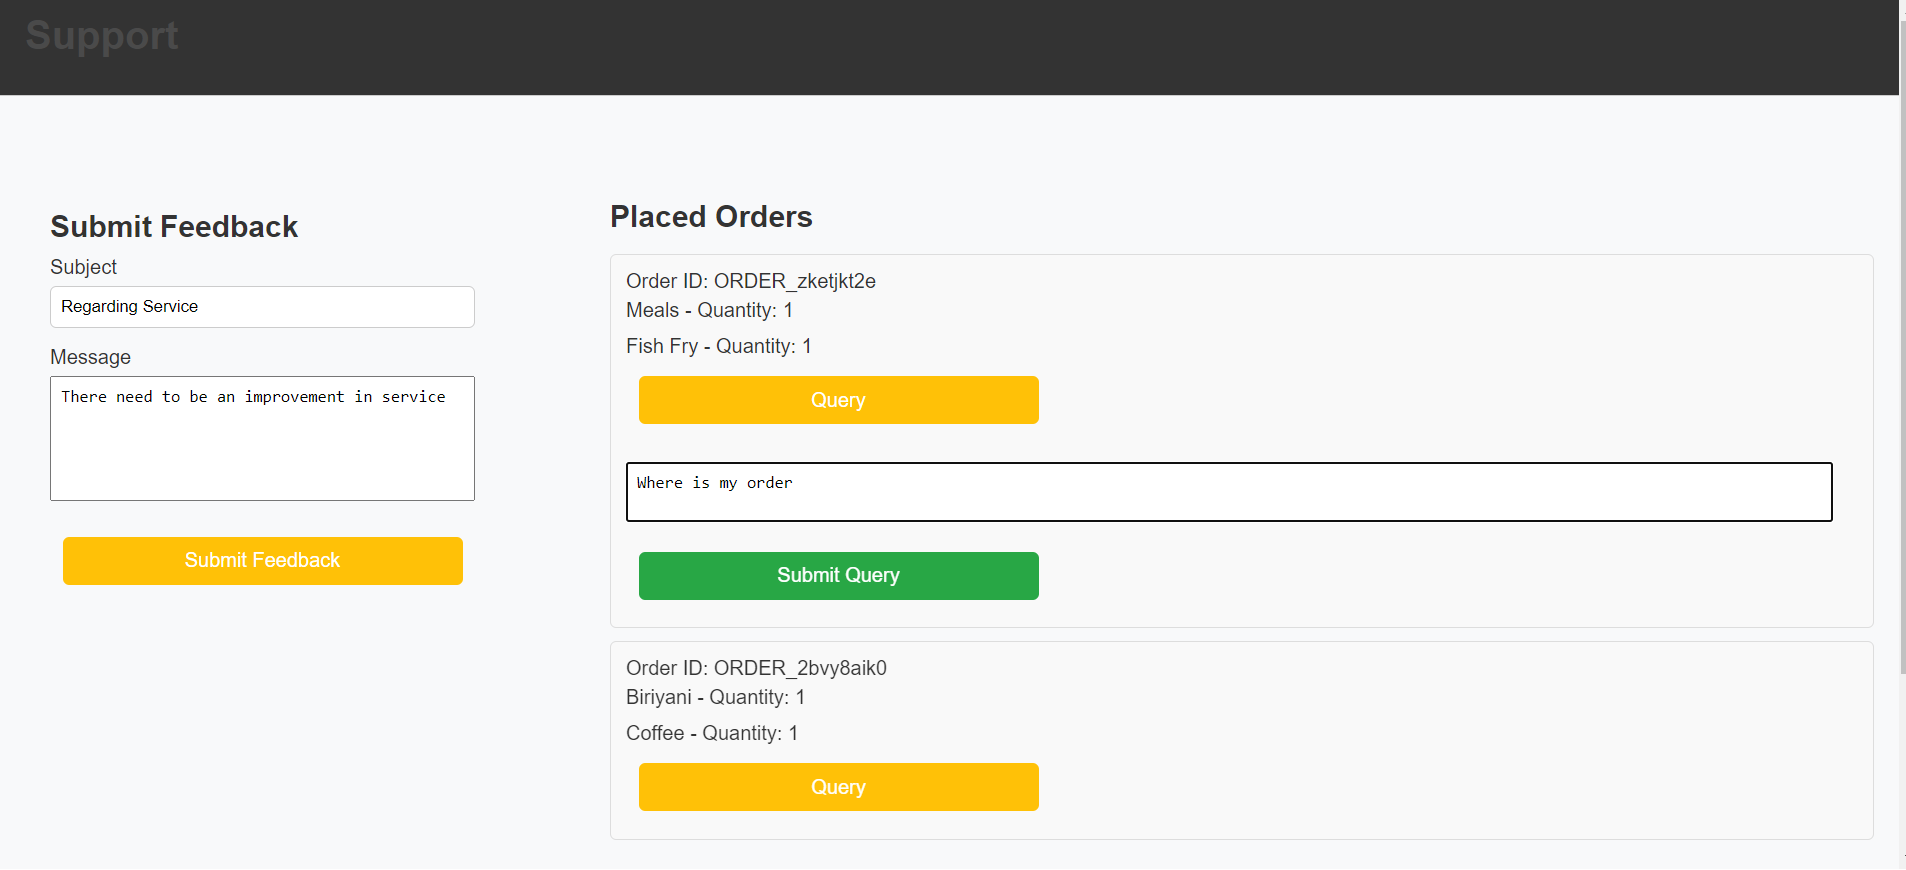 Support
Submit Feedback
Subject
Regarding Service
Message
There need to be an improvement in service
Submit Feedback
Placed Orders
Order ID: ORDER_zketjkt2e
Meals - Quantity: 1
Fish Fry - Quantity: 1
Query
Where is my order
Submit Query
Order ID: ORDER_2bvy8aik0
Biriyani - Quantity: 1
Coffee - Quantity: 1
Query